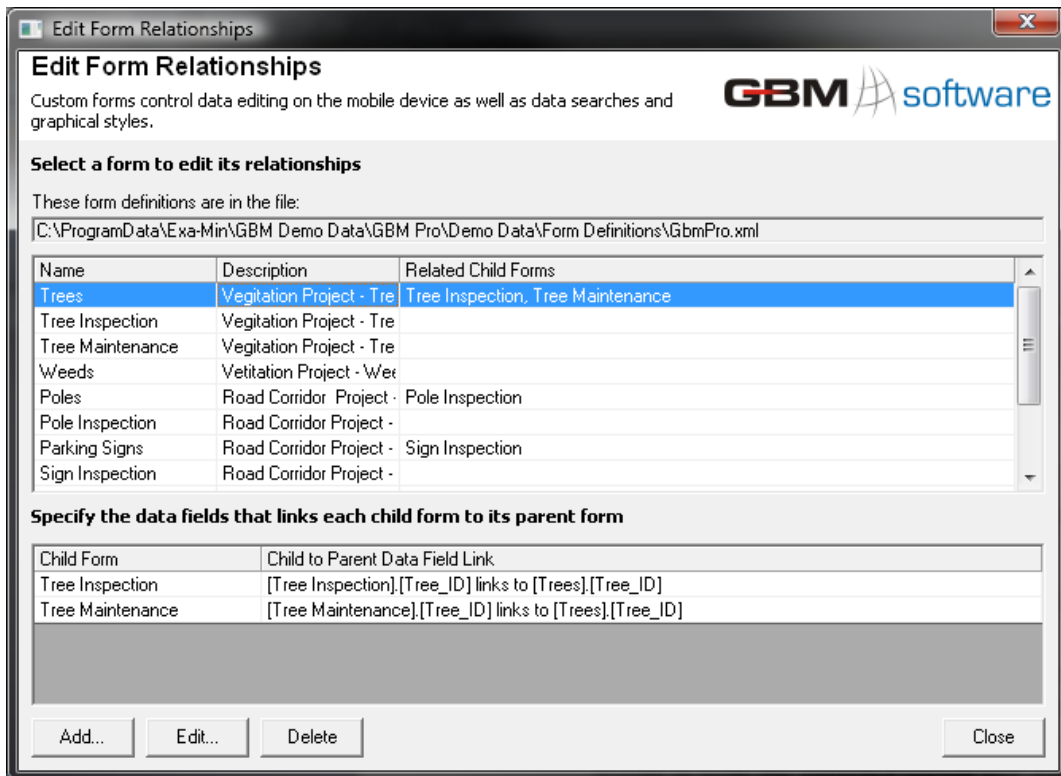 Edit Form Relationships
Edit Form Relationships
Custom forms control data editing on the mobile device as well as data searches and
graphical styles.
GBM software
Select a form to edit its relationships
These form definitions are in the file:
C:\ProgramData\Exa-Min\GBM Demo Data\GBM Pro\Demo Data\Form Definitions\GbmPro.xml
Name Description Related Child Forms
Trees Vegitation Project - Tre Tree Inspection, Tree Maintenance
Tree Inspection Vegitation Project - Tre
Tree Maintenance Vegitation Project - Tre
Weeds Vetitation Project - Wee
Poles Road Corridor Project - Pole Inspection
Pole Inspection Road Corridor Project -
Parking Signs Road Corridor Project - Sign Inspection
Sign Inspection Road Corridor Project -
Specify the data fields that links each child form to its parent form
Child Form Child to Parent Data Field Link
Tree Inspection [Tree Inspection].[Tree_ID] links to [Trees].[Tree_ID]
Tree Maintenance [Tree Maintenance].[Tree_ID] links to [Trees].[Tree_ID]
Add... Edit... Delete Close